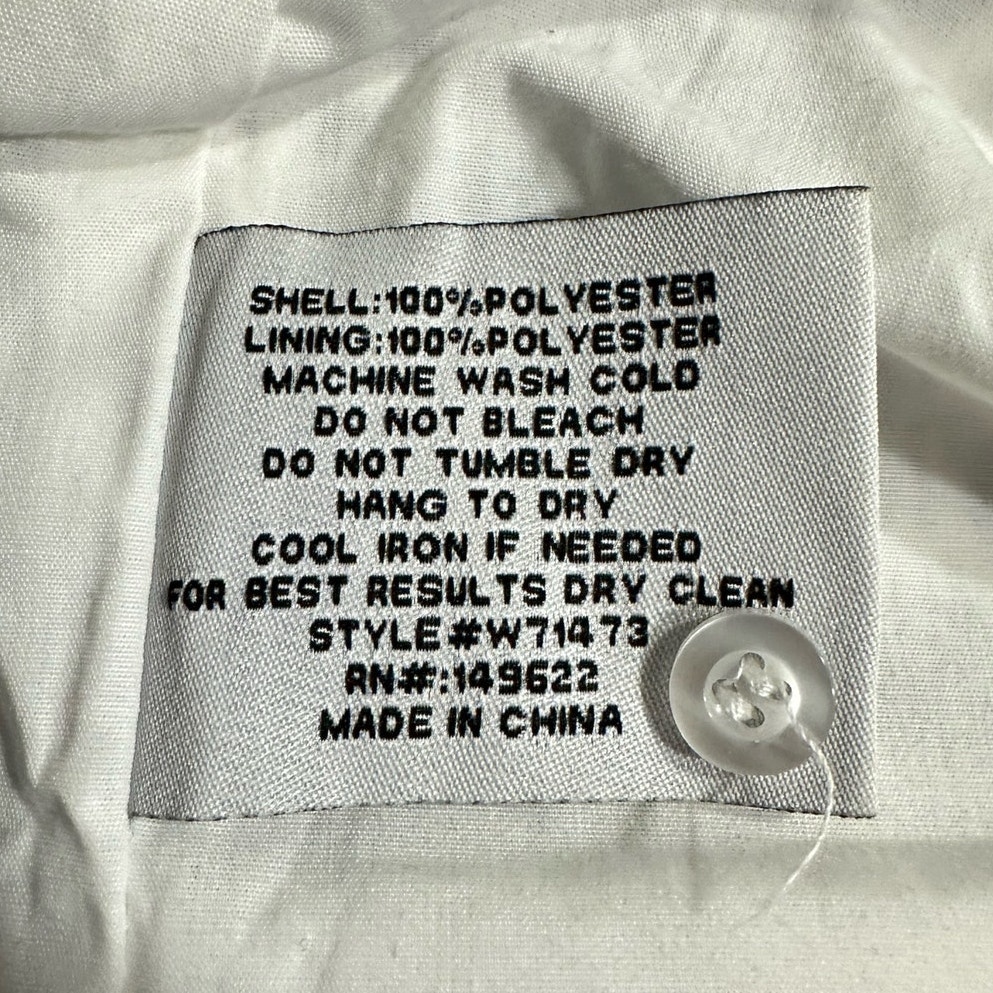 SHELL:100%POLYESTER
LINING:100%POLYESTER
MACHINE WASH COLD
DO NOT BLEACH
DO NOT TUMBLE DRY
HANG TO DRY
COOL IRON IF NEEDED
FOR BEST RESULTS DRY CLEAN
STYLE#W71473
RN#:149622
MADE IN CHINA